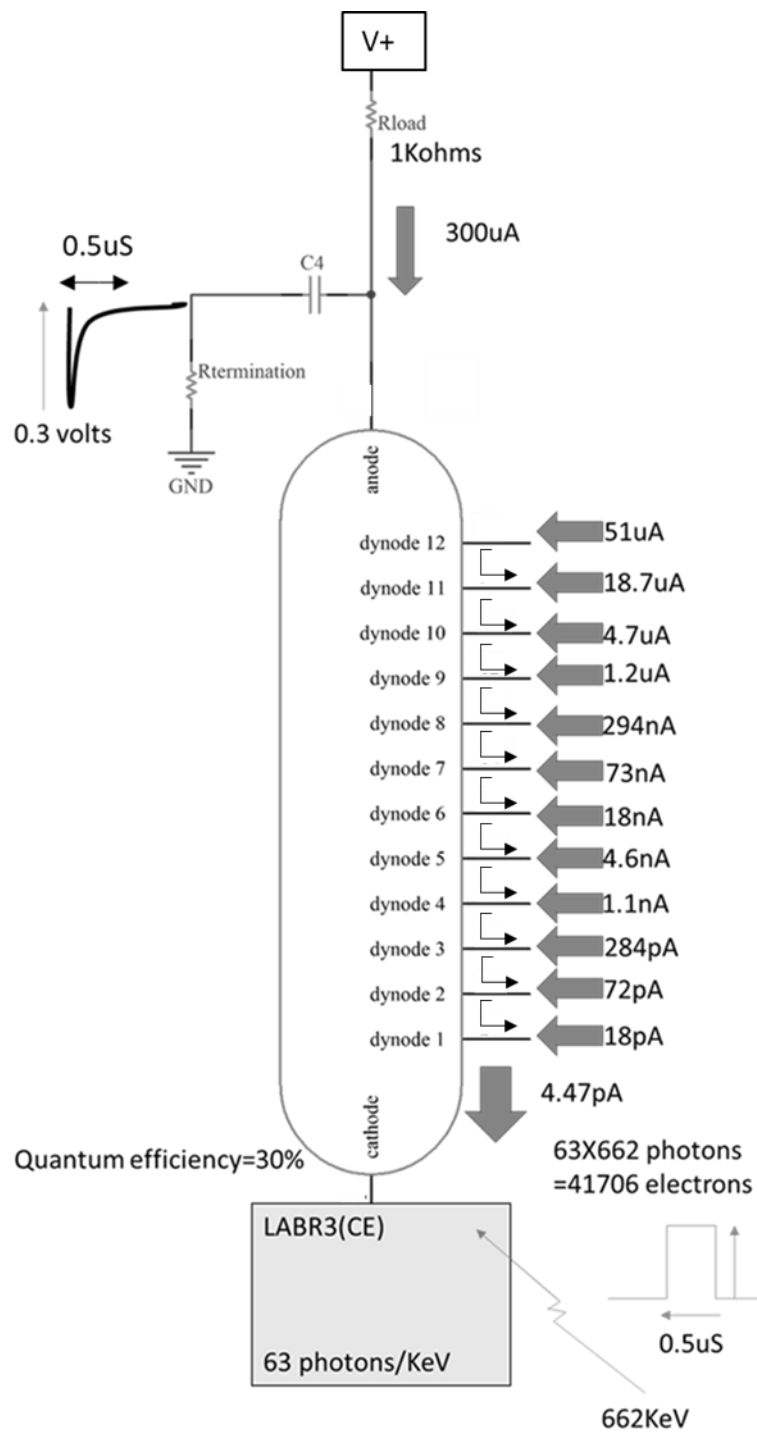 V+
Rload
1Kohms
300uA
0.5uS
C4
Rtermination
0.3 volts
GND
anode
dynode 12
51uA
dynode 11
18.7uA
dynode 10
4.7uA
dynode 9
1.2uA
dynode 8
294nA
dynode 7
73nA
dynode 6
18nA
dynode 5
4.6nA
dynode 4
1.1nA
dynode 3
284pA
dynode 2
72pA
dynode 1
18pA
4.47pA
cathode
Quantum efficiency=30%
63X662 photons
=41706 electrons
LABR3(CE)
63 photons/KeV
0.5uS
662KeV